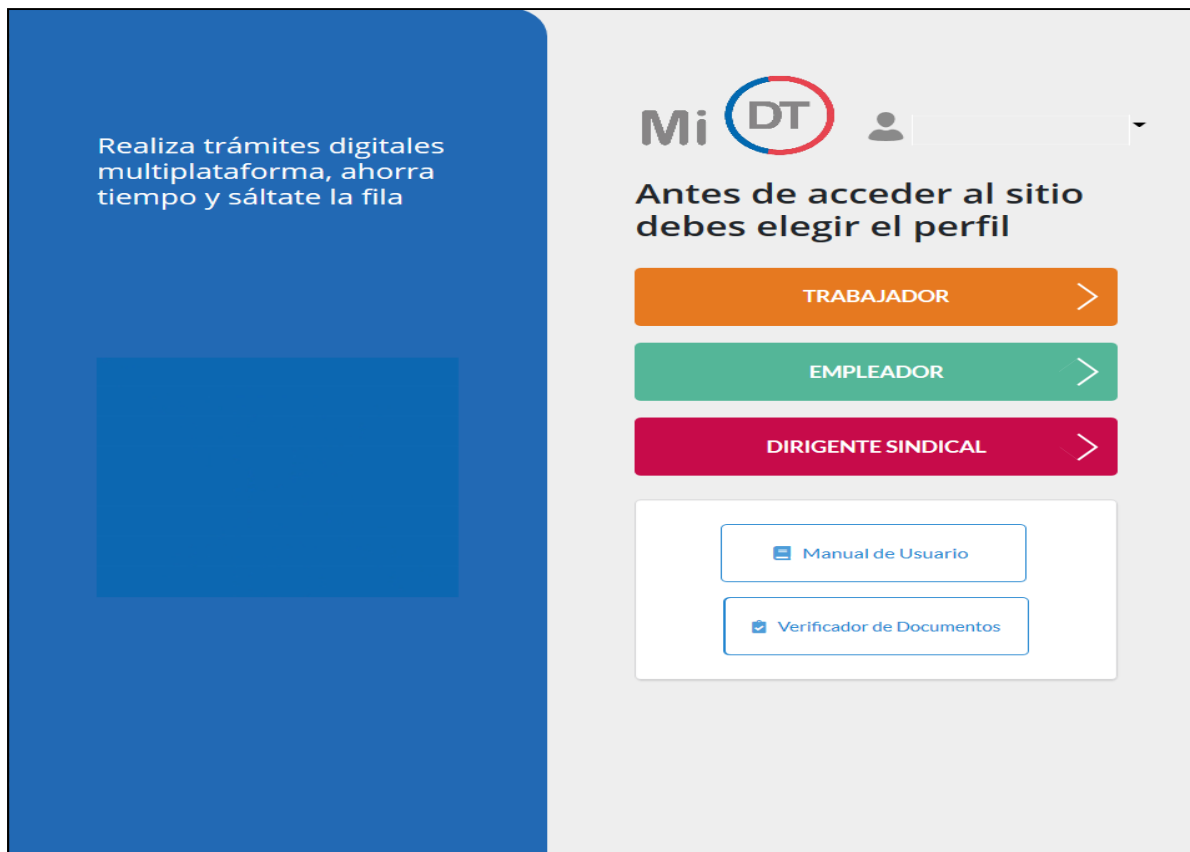 Realiza trámites digitales
multiplataforma, ahorra
tiempo y sáltate la fila
Mi DT
Antes de acceder al sitio
debes elegir el perfil
TRABAJADOR
EMPLEADOR
DIRIGENTE SINDICAL
Manual de Usuario
Verificador de Documentos